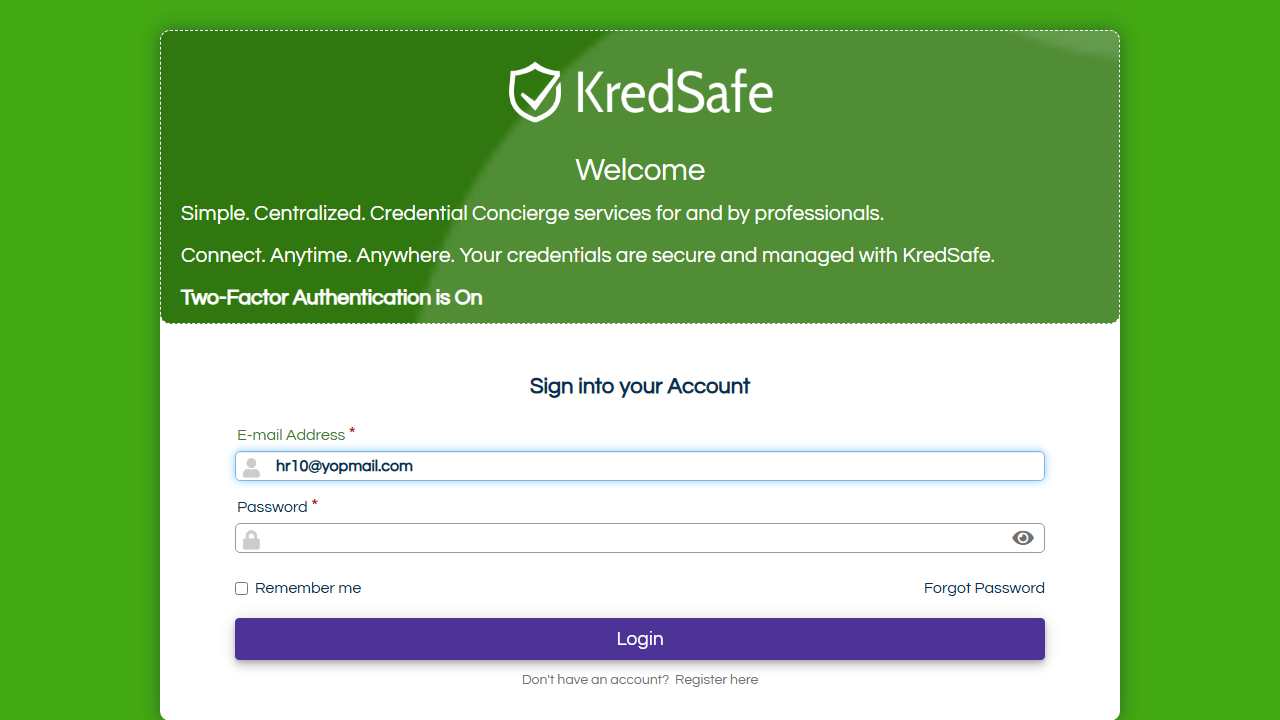 KredSafe
Welcome
Simple. Centralized. Credential Concierge services for and by professionals.
Connect. Anytime. Anywhere. Your credentials are secure and managed with KredSafe.
Two-Factor Authentication is On
Sign into your Account
E-mail Address *
hr10@yopmail.com
Password *
Remember me
Forgot Password
Login
Don't have an account? Register here